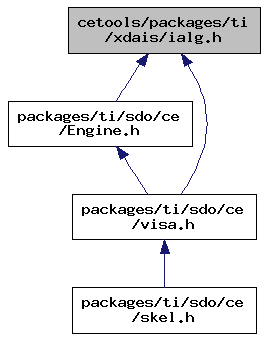 cetools/packages/ti
/xdais/ialg.h
packages/ti/sdo/ce
/Engine.h
packages/ti/sdo/ce
/visa.h
packages/ti/sdo/ce
/skel.h